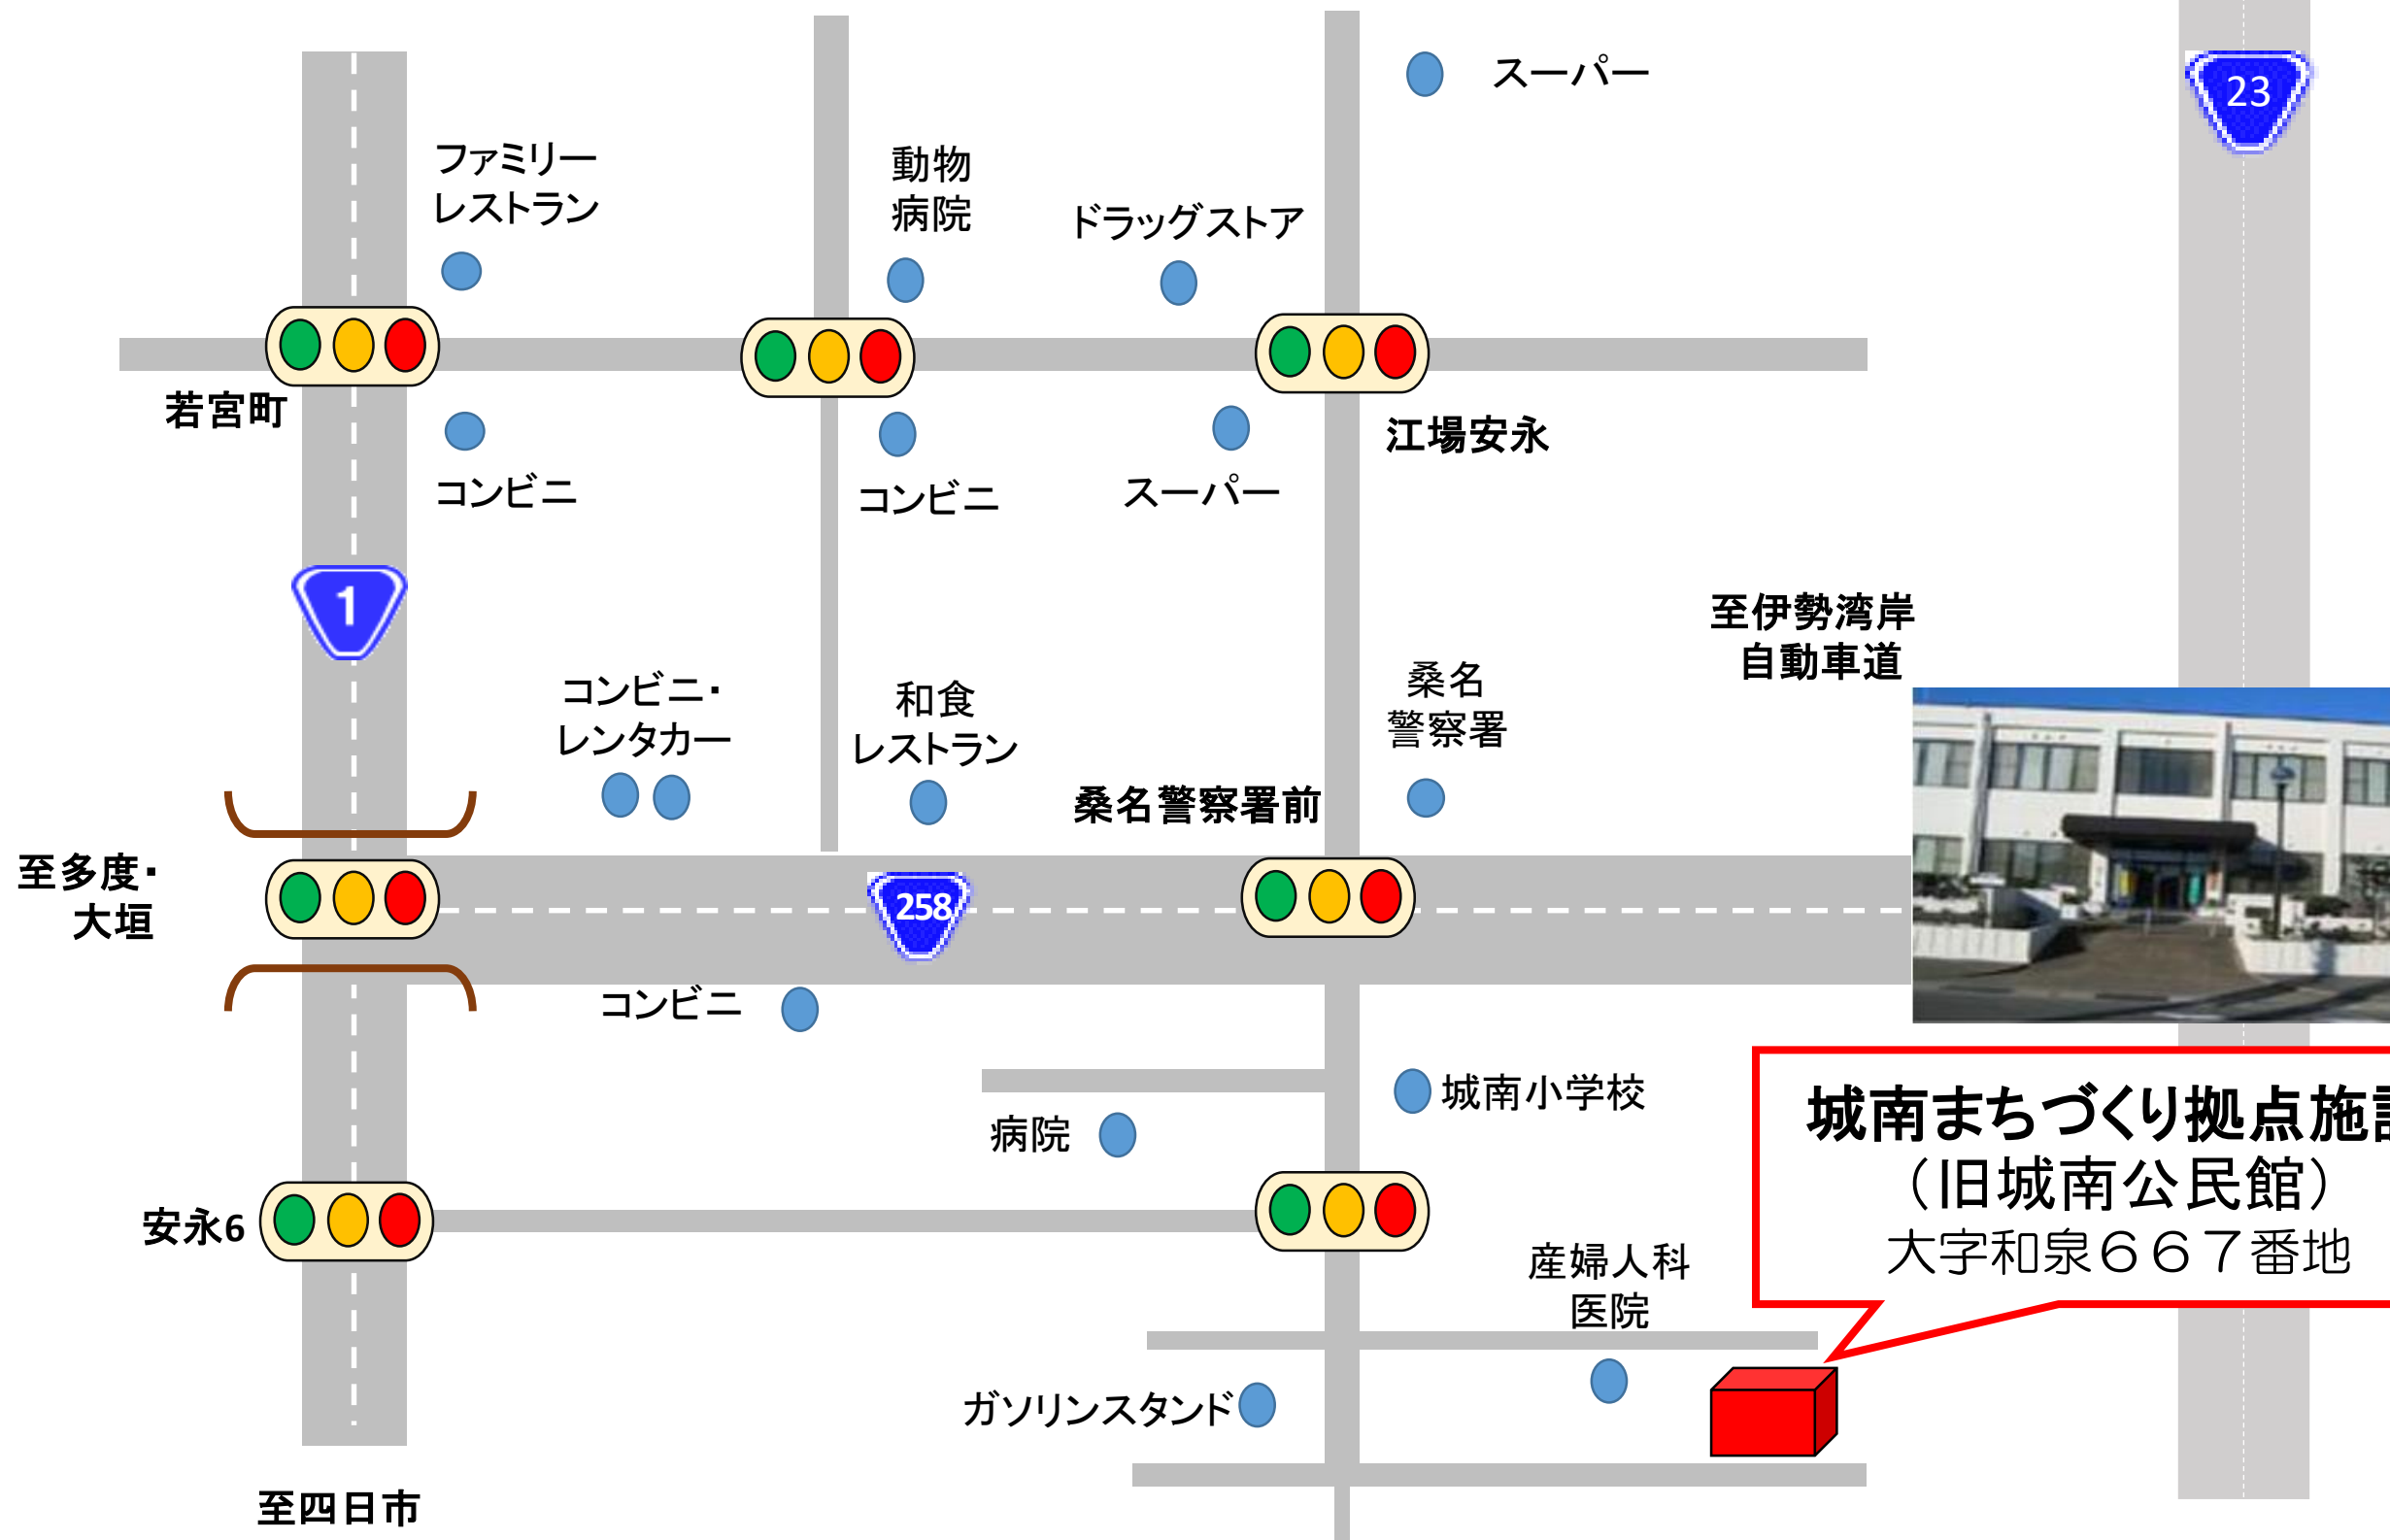 スーパー
23
ファミリー
レストラン
動物
病院
ドラッグストア
若宮町
江場安永
コンビニ
コンビニ
スーパー
1
至伊勢湾岸
自動車道
コンビニ・
レンタカー
和食
レストラン
桑名
警察署
桑名警察署前
至多度・
大垣
258
コンビニ
城南小学校
病院
城南まちづくり拠点施設
（旧城南公民館）
大字和泉６６７番地
安永6
産婦人科
医院
ガソリンスタンド
至四日市